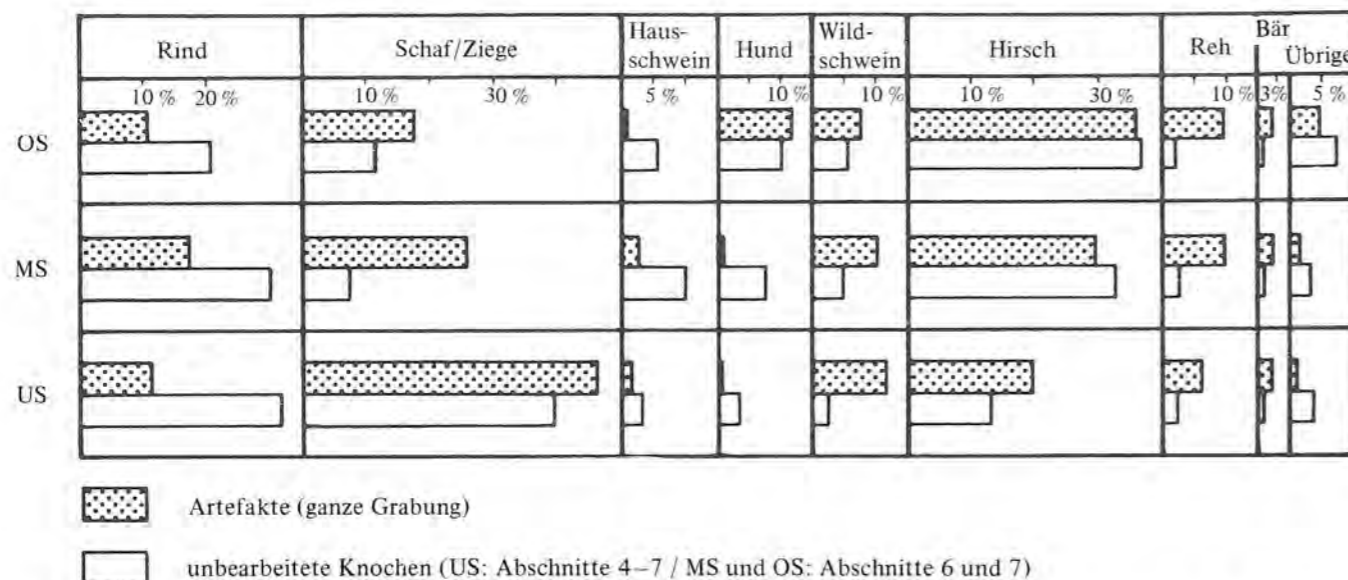 Rind Schaf/Ziege Haus-schwein Hund Wild-schwein Hirsch Reh Bär Übrige
10 % 20 % 10 % 30 % 5 % 10 % 10 % 10 % 30 % 10 % 3% 5 %
OS
MS
US
Artefakte (ganze Grabung)
unbearbeitete Knochen (US: Abschnitte 4–7 / MS und OS: Abschnitte 6 und 7)